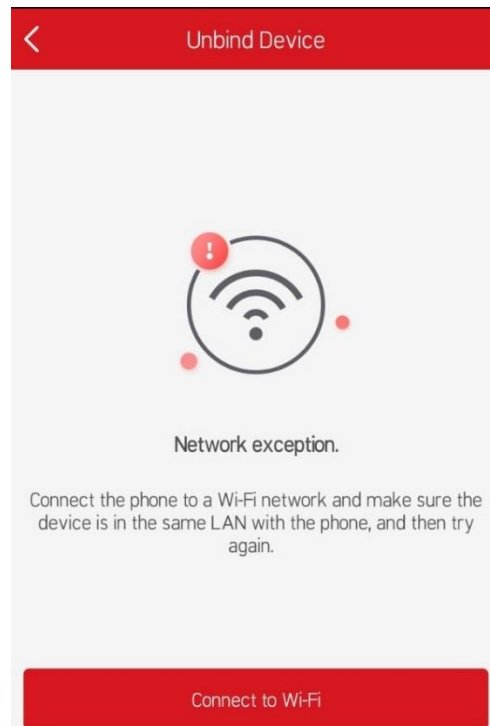 Unbind Device
Network exception.
Connect the phone to a Wi-Fi network and make sure the
device is in the same LAN with the phone, and then try
again.
Connect to Wi-Fi